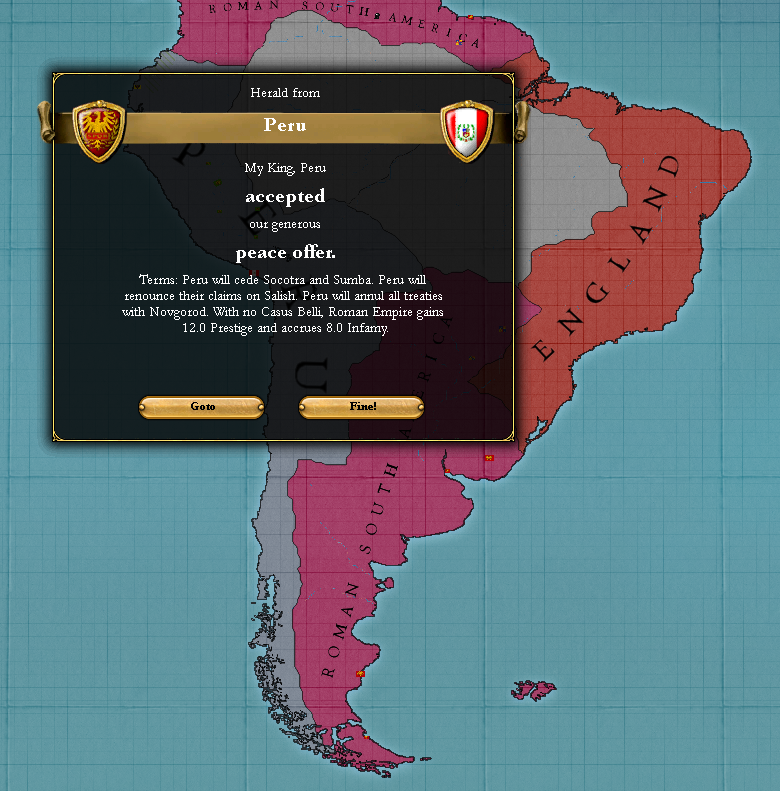 ROMAN SOUTH AMERICA
Herald from
Peru
My King, Peru
accepted
our generous
peace offer.
Terms: Peru will cede Socotra and Sumba. Peru will
renounce their claims on Salish. Peru will annul all treaties
with Novgorod. With no Casus Belli, Roman Empire gains
12.0 Prestige and accrues 8.0 Infamy.
Goto
Fine!
PERU
ENGLAND
ROMAN SOUTH AMERICA